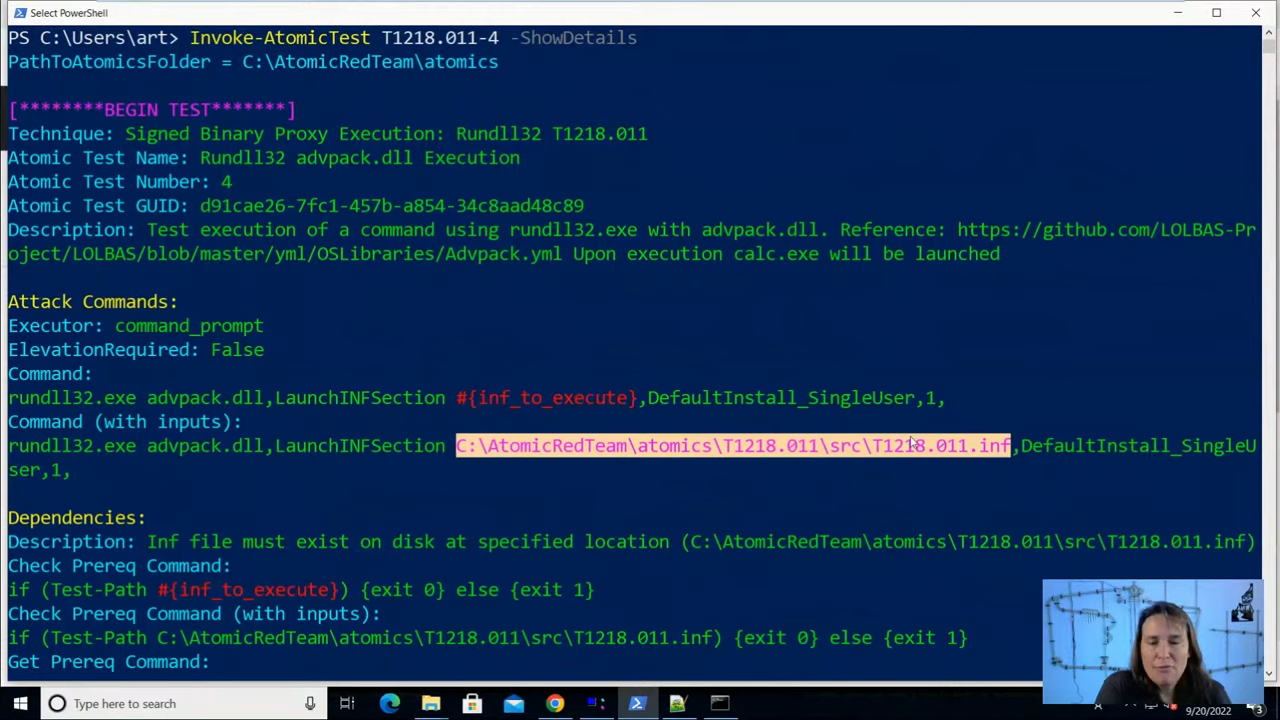 Select PowerShell
PS C:\Users\art> Invoke-AtomicTest T1218.011-4 -ShowDetails
PathToAtomicsFolder = C:\AtomicRedTeam\atomics
[********BEGIN TEST*******]
Technique: Signed Binary Proxy Execution: Rundll32 T1218.011
Atomic Test Name: Rundll32 advpack.dll Execution
Atomic Test Number: 4
Atomic Test GUID: d91cae26-7fc1-457b-a854-34c8aad48c89
Description: Test execution of a command using rundll32.exe with advpack.dll. Reference: https://github.com/LOLBAS-Pr
oject/LOLBAS/blob/master/yml/OSLibraries/Advpack.yml Upon execution calc.exe will be launched
Attack Commands:
Executor: command_prompt
ElevationRequired: False
Command:
rundll32.exe advpack.dll,LaunchINFSection #{inf_to_execute},DefaultInstall_SingleUser,1,
Command (with inputs):
rundll32.exe advpack.dll,LaunchINFSection C:\AtomicRedTeam\atomics\T1218.011\src\T1218.011.inf,DefaultInstall_SingleU
ser,1,
Dependencies:
Description: Inf file must exist on disk at specified location (C:\AtomicRedTeam\atomics\T1218.011\src\T1218.011.inf)
Check Prereq Command:
if (Test-Path #{inf_to_execute}) {exit 0} else {exit 1}
Check Prereq Command (with inputs):
if (Test-Path C:\AtomicRedTeam\atomics\T1218.011\src\T1218.011.inf) {exit 0} else {exit 1}
Get Prereq Command:
Type here to search
9/20/2022
3